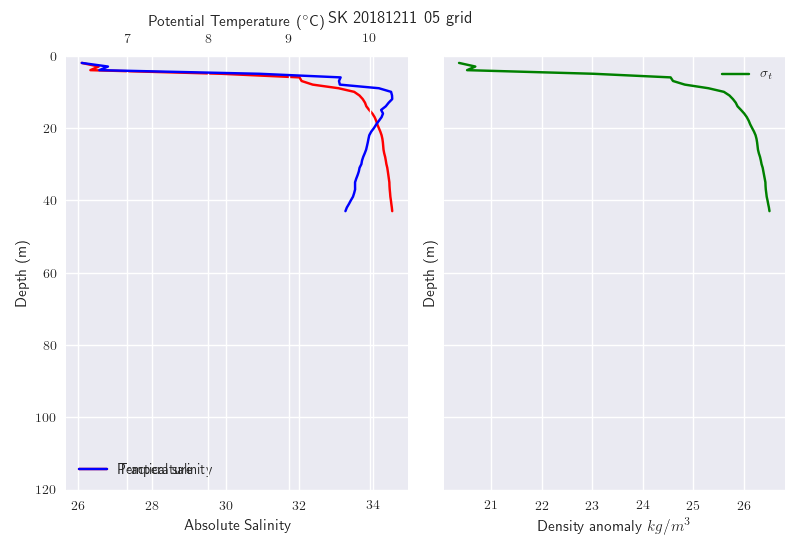 SK 20181211 05 grid
Potential Temperature (°C)
7 8 9 10
0
20
40
60
80
100
120
Depth (m)
26 28 30 32 34
Absolute Salinity
Depth (m)
σt
21 22 23 24 25 26
Density anomaly kg/m³